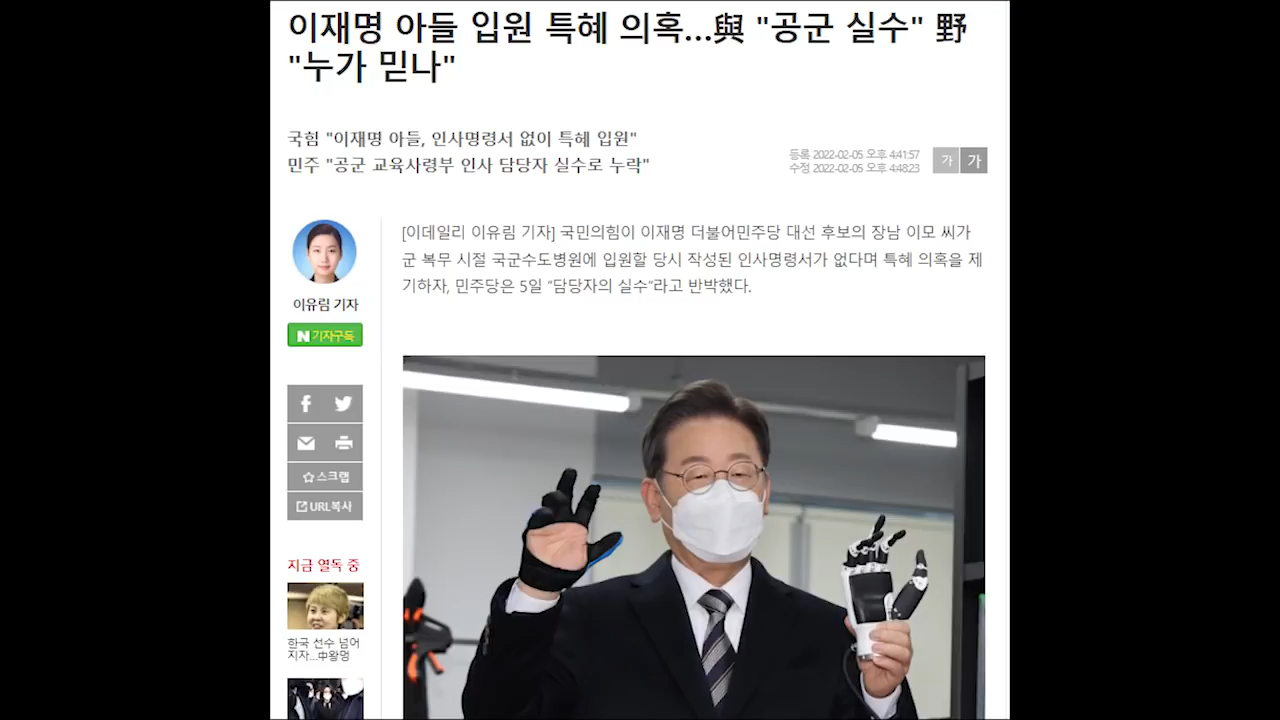 이재명 아들 입원 특혜 의혹...與 "공군 실수" 野
"누가 믿나"
국힘 "이재명 아들, 인사명령서 없이 특혜 입원"
민주 "공군 교육사령부 인사 담당자 실수로 누락"
등록 2022-02-05 오후 4:41:57
수정 2022-02-05 오후 4:48:23
가 가
[이데일리 이유림 기자] 국민의힘이 이재명 더불어민주당 대선 후보의 장남 이모 씨가
군 복무 시절 국군수도병원에 입원할 당시 작성된 인사명령서가 없다며 특혜 의혹을 제
기하자, 민주당은 5일 “담당자의 실수”라고 반박했다.
이유림 기자
N 기자구독
스크랩
URL복사
지금 열독 중
한국 선수 넘어
지자...中왕멍